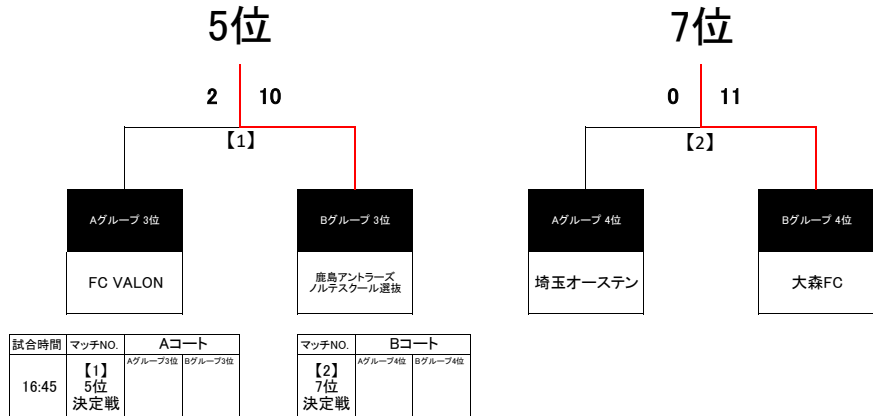 5位
7位
2 10
0 11
【1】
【2】
Aグループ 3位
Bグループ 3位
Aグループ 4位
Bグループ 4位
FC VALON
鹿島アントラーズ
ノルテスクール選抜
埼玉オーステン
大森FC
試合時間 マッチNO. Aコート
Aグループ3位 Bグループ3位
16:45
【1】
5位
決定戦
マッチNO. Bコート
Aグループ4位 Bグループ4位
【2】
7位
決定戦